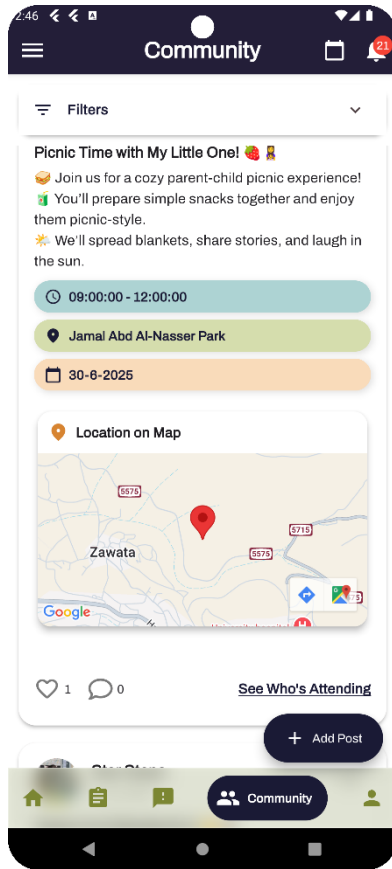 2:46
Community
21
Filters
Picnic Time with My Little One! 🍓 👩‍🏫
🥪 Join us for a cozy parent-child picnic experience!
🧃 You'll prepare simple snacks together and enjoy
them picnic-style.
🌤️ We'll spread blankets, share stories, and laugh in
the sun.
09:00:00 - 12:00:00
Jamal Abd Al-Nasser Park
30-6-2025
Location on Map
5575
5715
Zawata
5575
Google
H
1
0
See Who's Attending
+ Add Post
Community